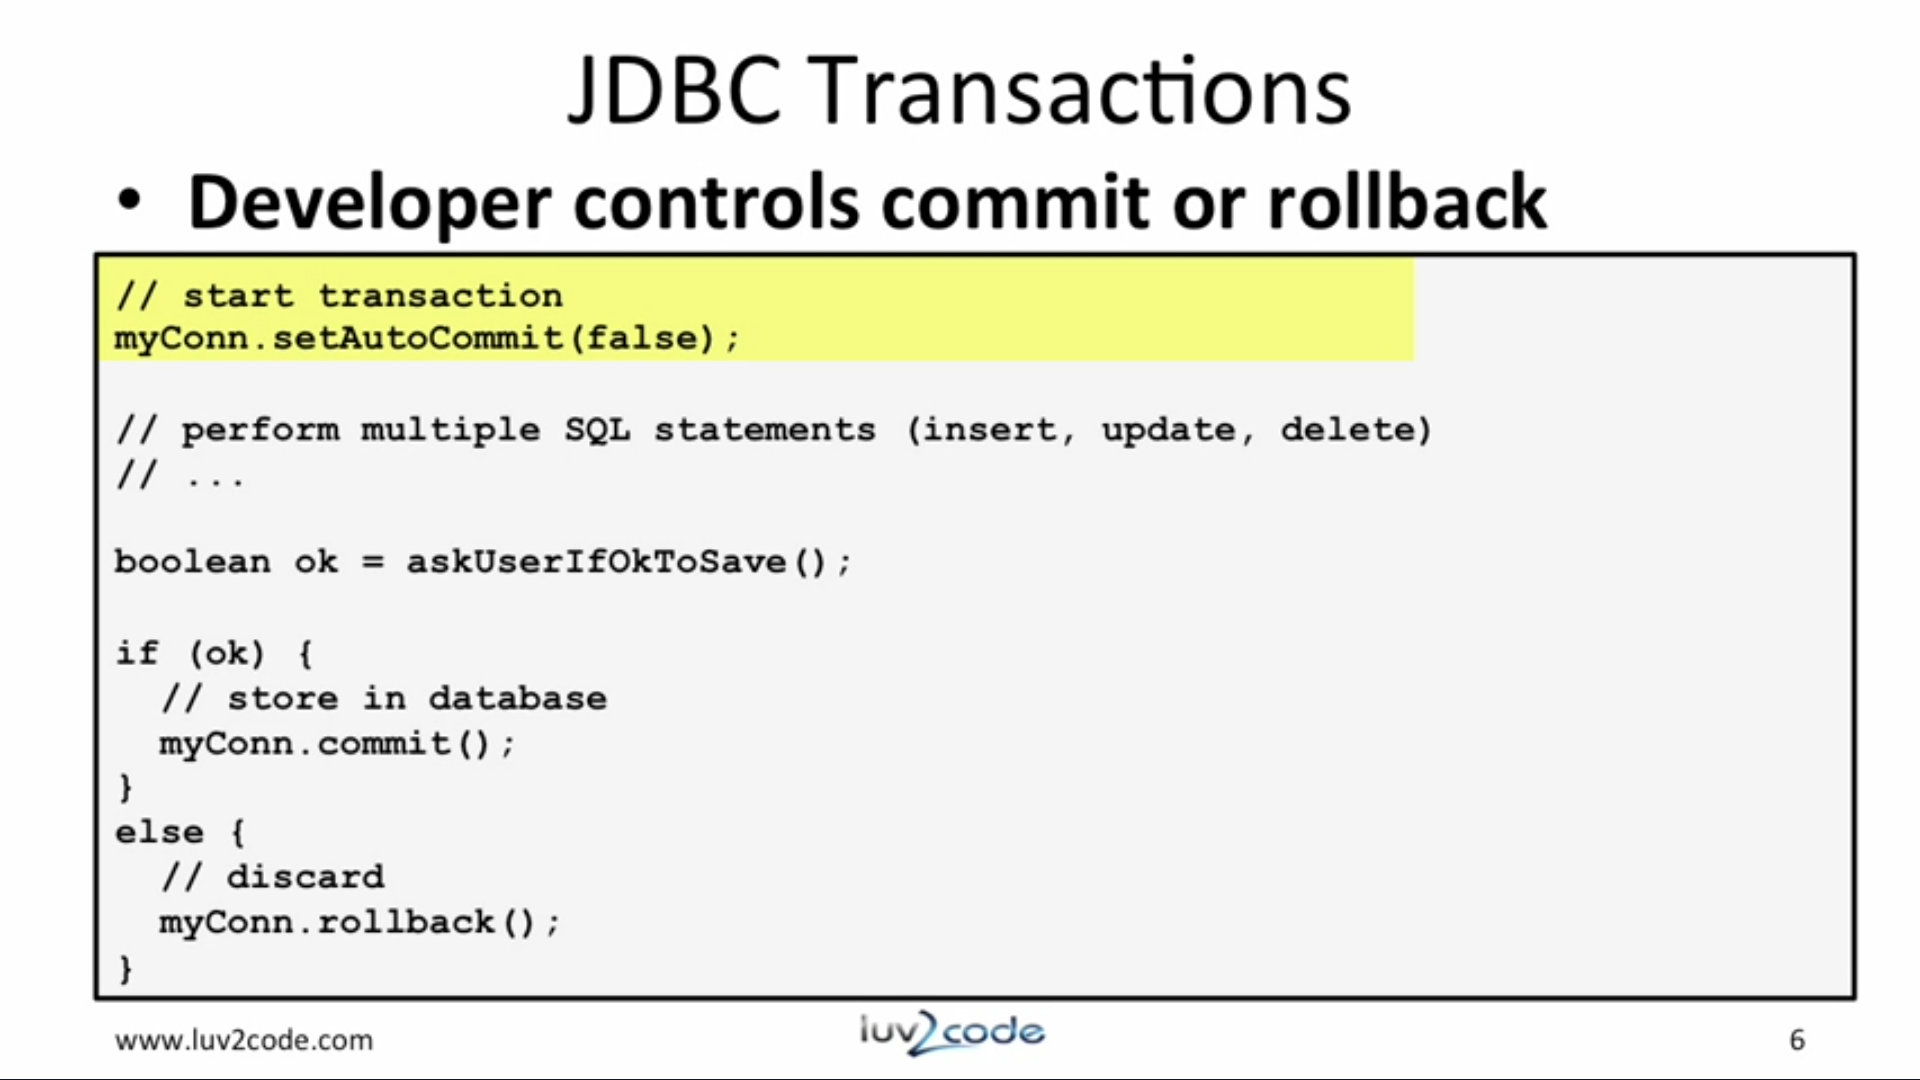 JDBC Transactions
• Developer controls commit or rollback
// start transaction
myConn.setAutoCommit(false);
// perform multiple SQL statements (insert, update, delete)
// ...
boolean ok = askUserIfOkToSave();
if (ok) {
// store in database
myConn.commit();
}
else {
// discard
myConn.rollback();
}
www.luv2code.com
luv2code
6